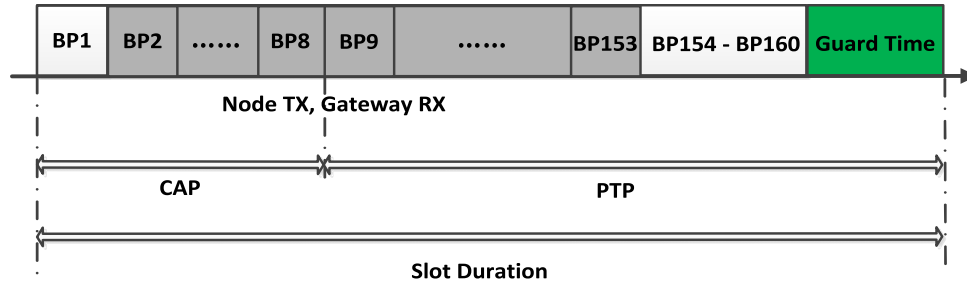 BP1 BP2 ...... BP8 BP9 ...... BP153 BP154 - BP160 Guard Time
Node TX, Gateway RX
CAP PTP
Slot Duration